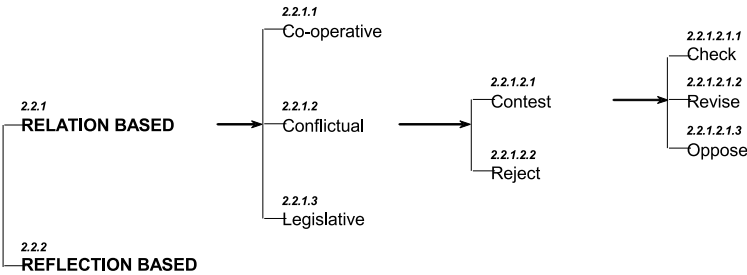 2.2.1
RELATION BASED
2.2.2
REFLECTION BASED
2.2.1.1
Co-operative
2.2.1.2
Conflictual
2.2.1.3
Legislative
2.2.1.2.1
Contest
2.2.1.2.2
Reject
2.2.1.2.1.1
Check
2.2.1.2.1.2
Revise
2.2.1.2.1.3
Oppose